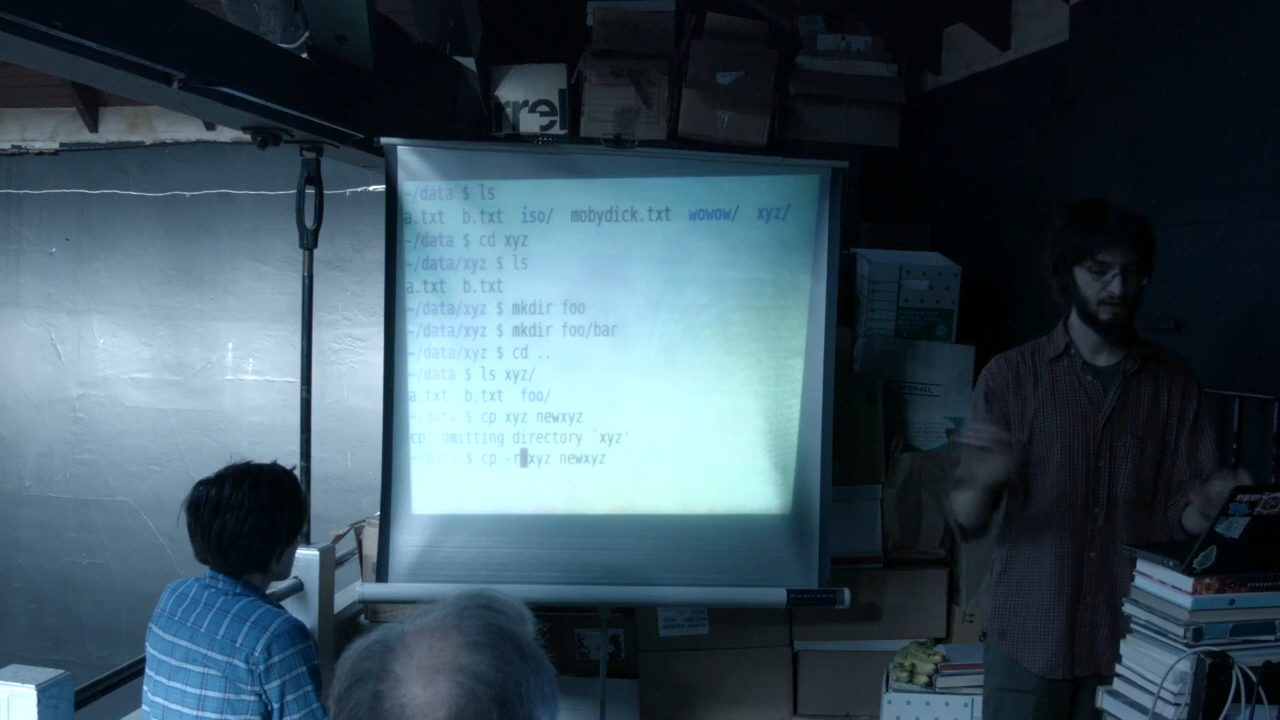 rrel
~/data $ ls
a.txt  b.txt  iso/  mobydick.txt  wowow/  xyz/
~/data $ cd xyz
~/data/xyz $ ls
a.txt  b.txt
~/data/xyz $ mkdir foo
~/data/xyz $ mkdir foo/bar
~/data/xyz $ cd ..
~/data $ ls xyz/
a.txt  b.txt  foo/
~/data $ cp xyz newxyz
cp: omitting directory `xyz'
~/data $ cp -r xyz newxyz